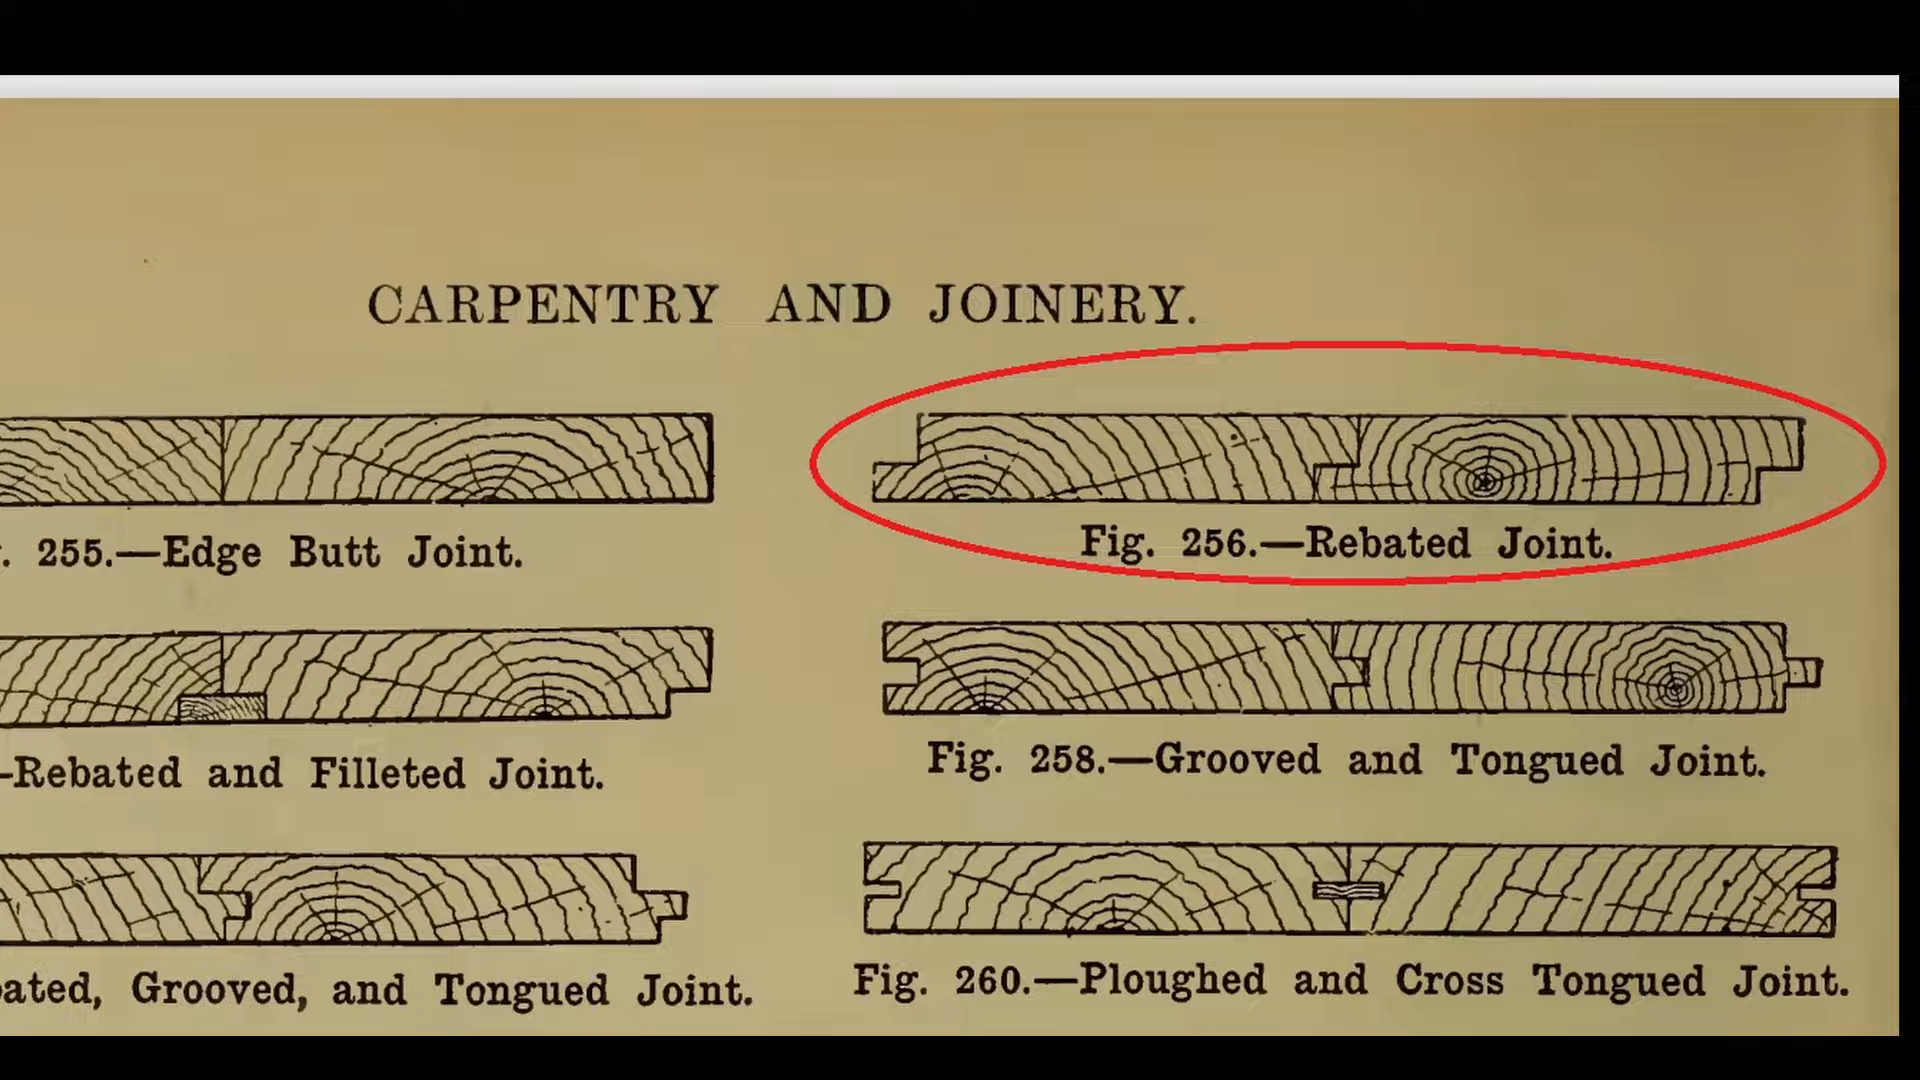 CARPENTRY AND JOINERY.
255.—Edge Butt Joint.
Fig. 256.—Rebated Joint.
—Rebated and Filleted Joint.
Fig. 258.—Grooved and Tongued Joint.
Grooved, and Tongued Joint.
Fig. 260.—Ploughed and Cross Tongued Joint.